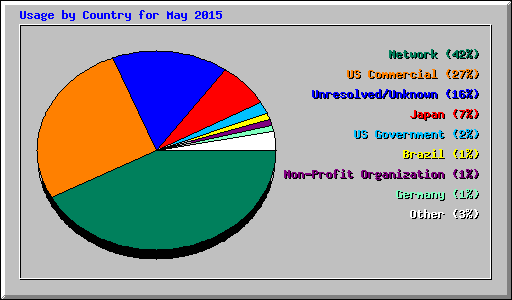 Usage by Country for May 2015
Network (42%)
US Commercial (27%)
Unresolved/Unknown (16%)
Japan (7%)
US Government (2%)
Brazil (1%)
Non-Profit Organization (1%)
Germany (1%)
Other (3%)